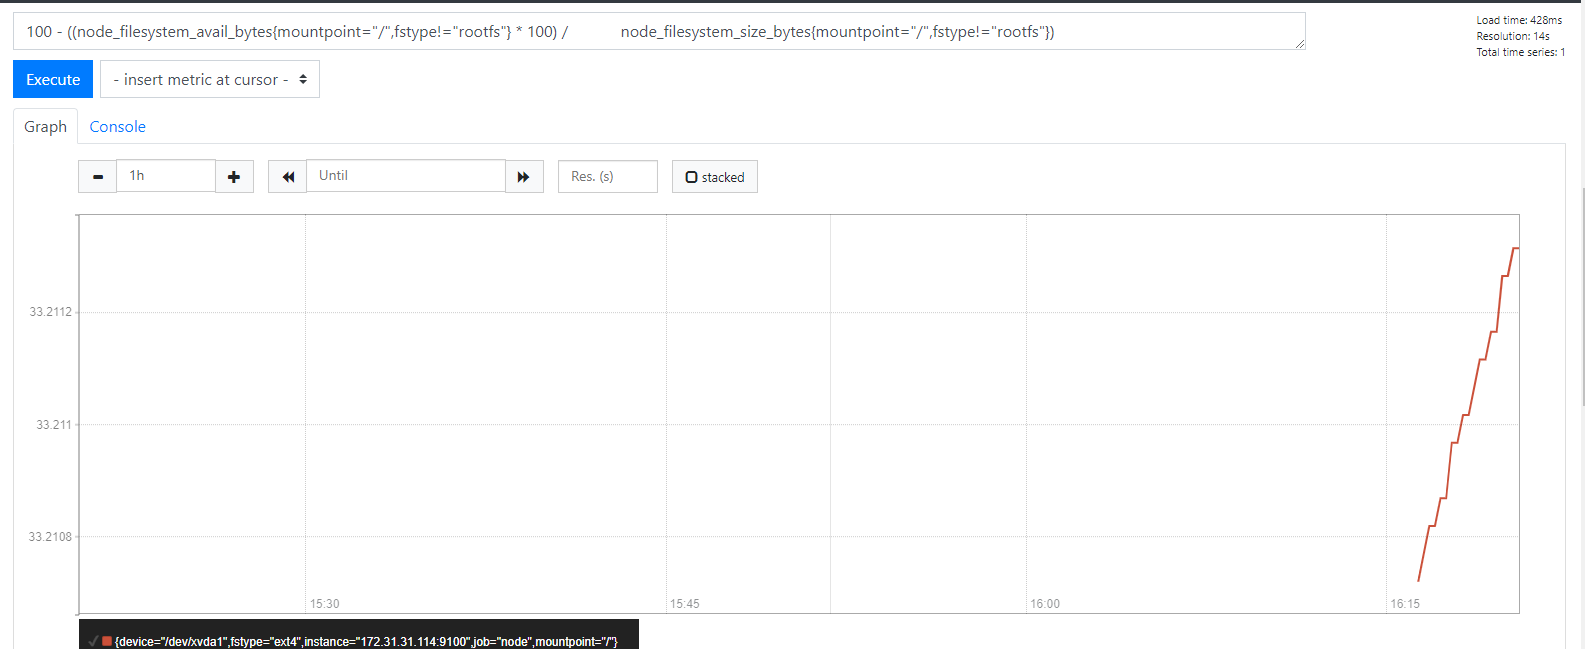 100 - ((node_filesystem_avail_bytes{mountpoint="/",fstype!="rootfs"} * 100) / node_filesystem_size_bytes{mountpoint="/",fstype!="rootfs"})
Load time: 428ms
Resolution: 14s
Total time series: 1
Execute
- insert metric at cursor -
Graph
Console
1h
Until
Res. (s)
stacked
33.2112
33.211
33.2108
15:30
15:45
16:00
16:15
{device="/dev/xvda1",fstype="ext4",instance="172.31.31.114:9100",job="node",mountpoint="/"}